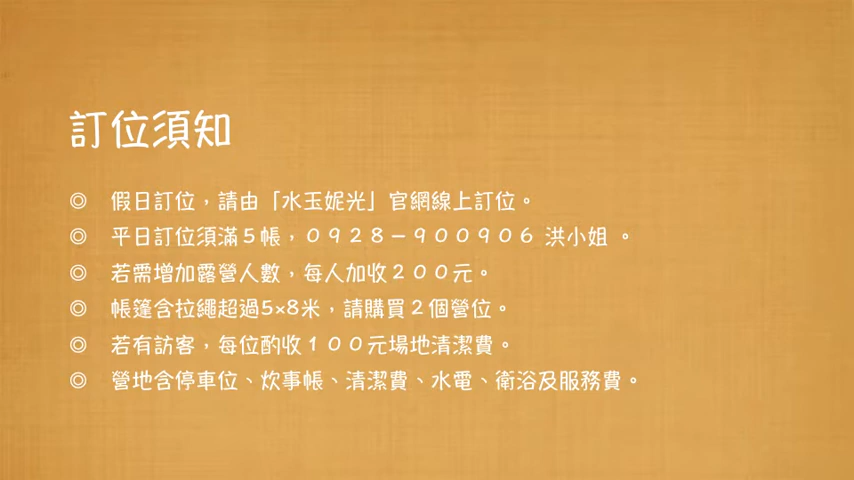 訂位須知
◎ 假日訂位，請由「水玉妮光」官網線上訂位。
◎ 平日訂位須滿５帳，０９２８－９００９０６ 洪小姐 。
◎ 若需增加露營人數，每人加收２００元。
◎ 帳篷含拉繩超過5×8米，請購買２個營位。
◎ 若有訪客，每位酌收１００元場地清潔費。
◎ 營地含停車位、炊事帳、清潔費、水電、衛浴及服務費。